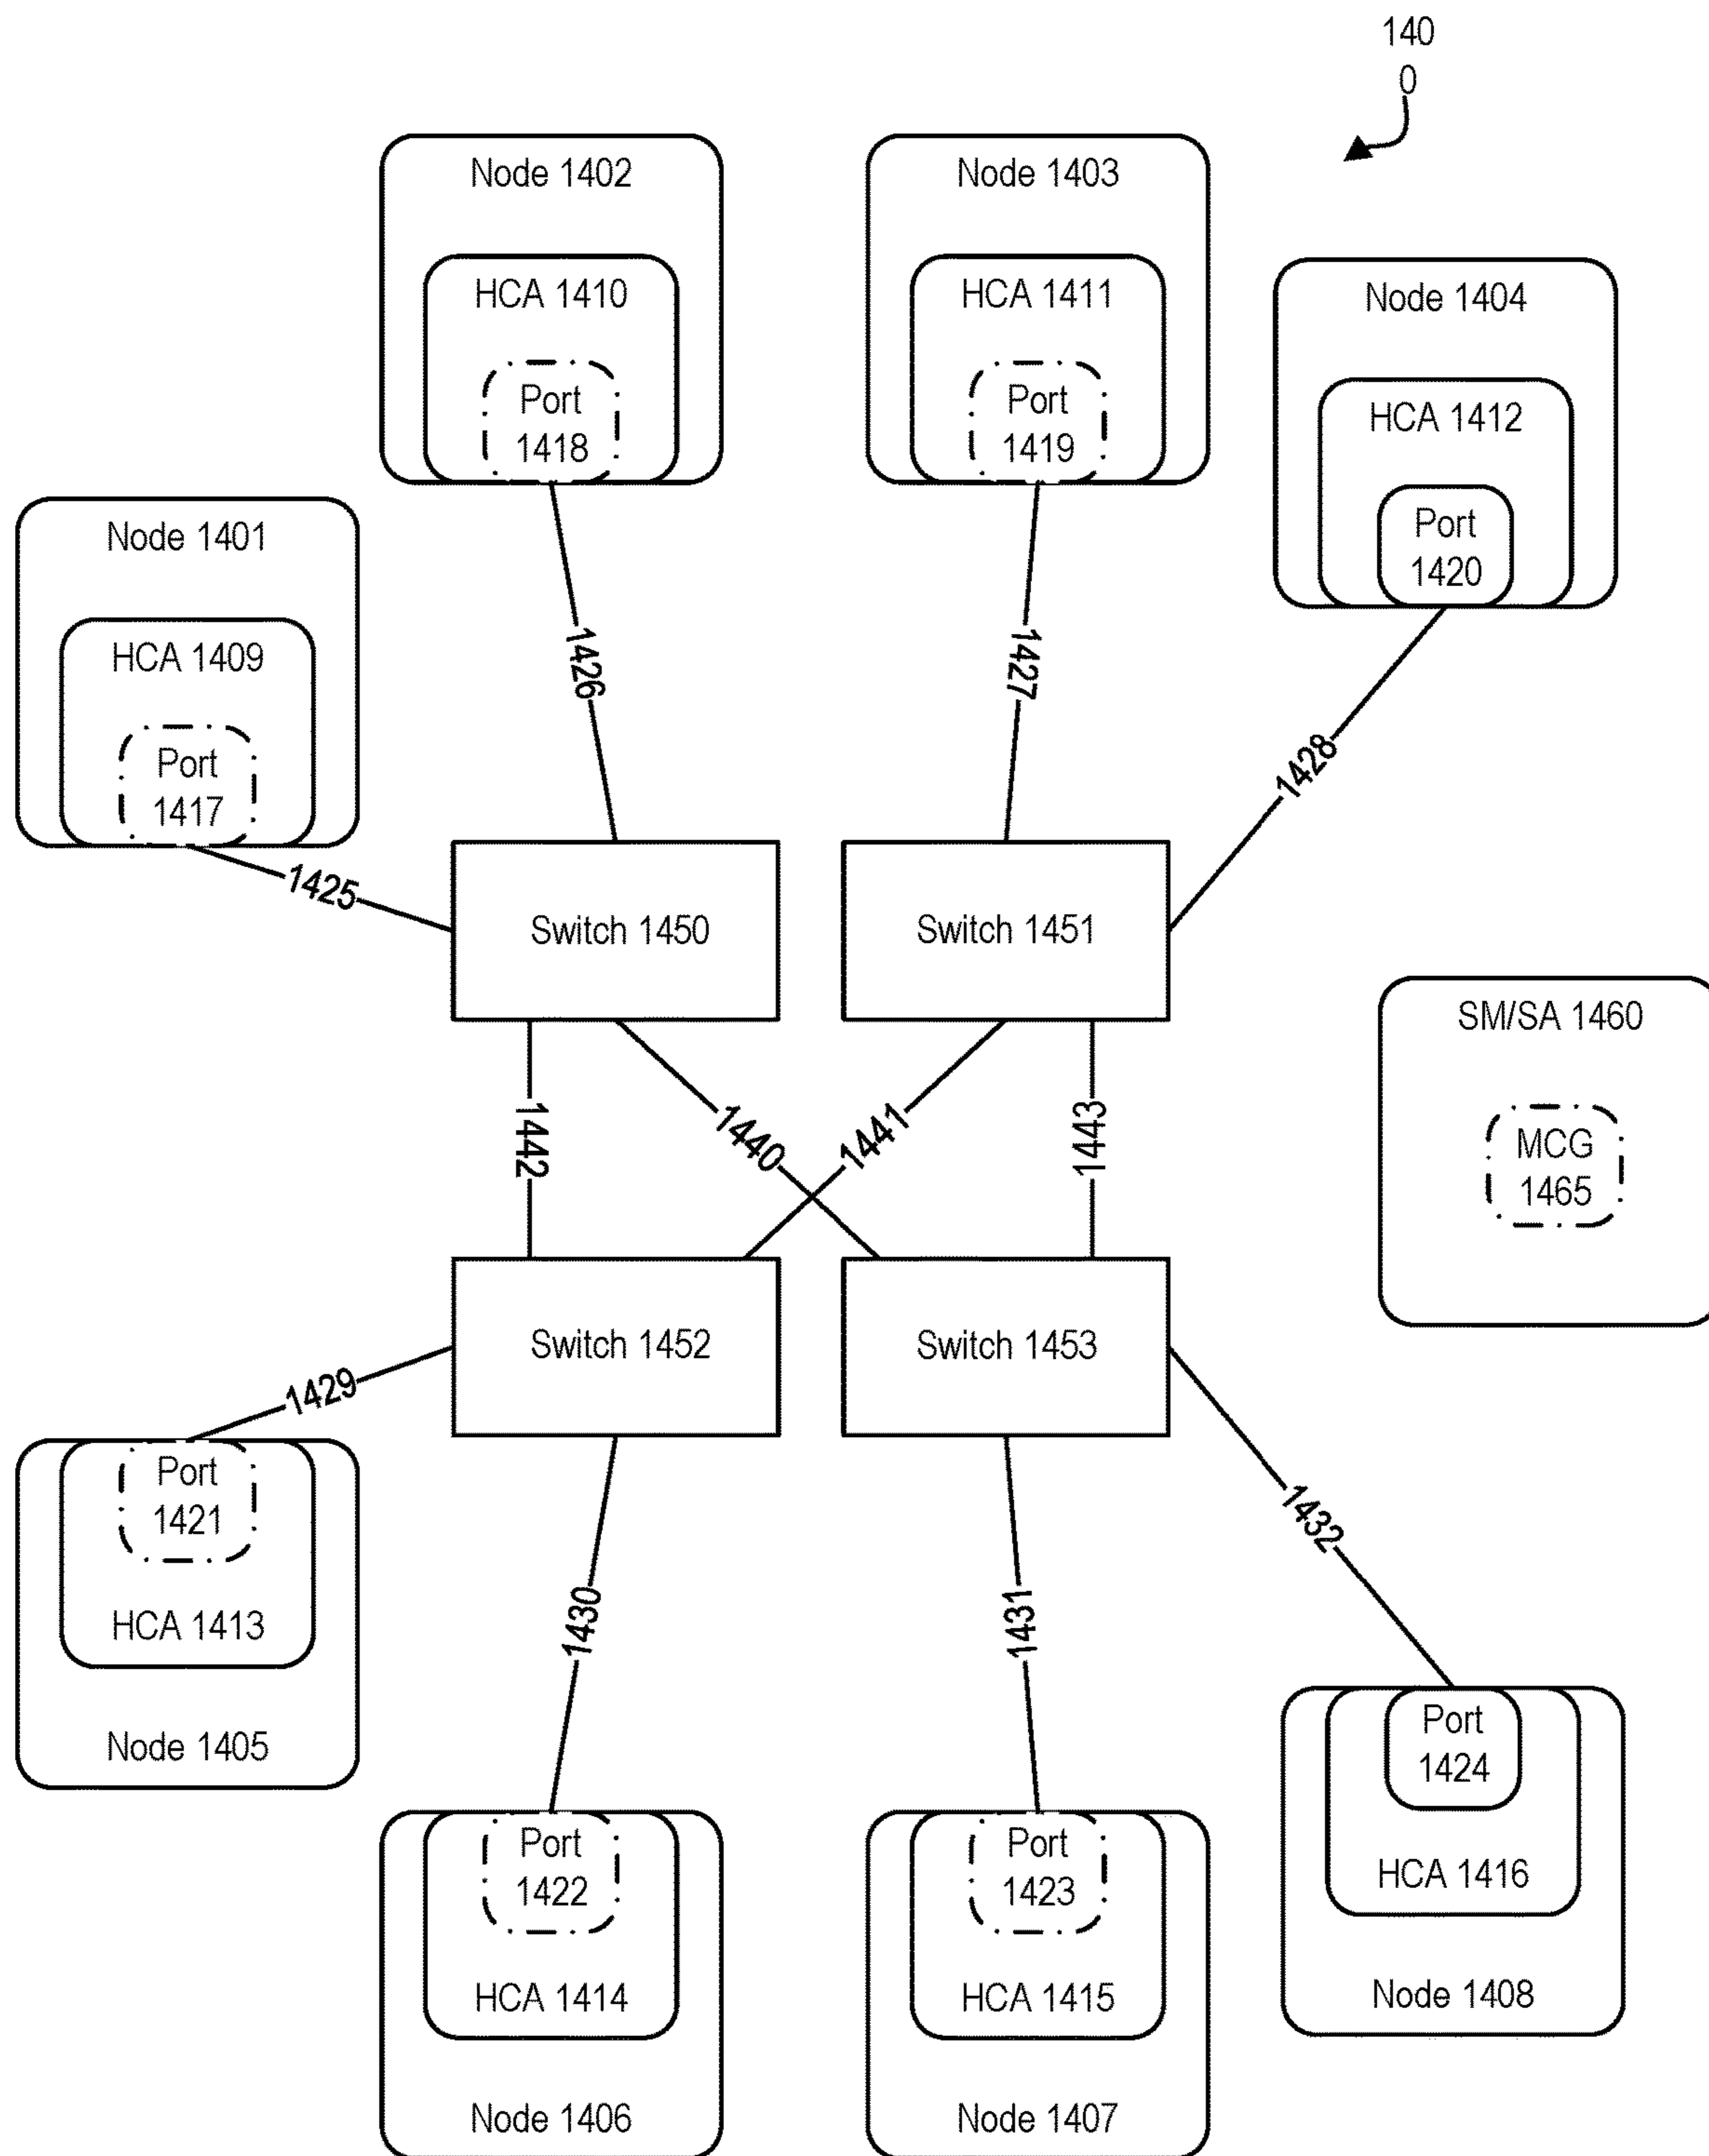 140
0
Node 1402
HCA 1410
Port
1418
Node 1403
HCA 1411
Port
1419
Node 1404
HCA 1412
Port
1420
Node 1401
HCA 1409
Port
1417
1426
1427
1428
1425
Switch 1450
Switch 1451
SM/SA 1460
MCG
1465
1442
1440
1441
1443
Switch 1452
Switch 1453
1429
1430
1431
1432
Port
1421
HCA 1413
Node 1405
Port
1422
HCA 1414
Node 1406
Port
1423
HCA 1415
Node 1407
Port
1424
HCA 1416
Node 1408